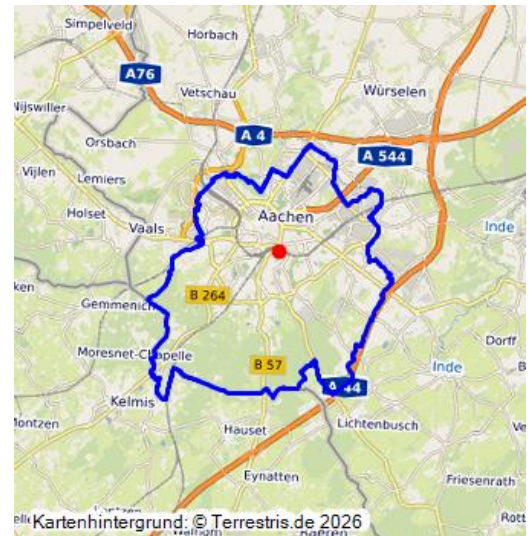 Simpelveld
Horbach
A76
Vetschau
Würselen
Nijswiller
A 4
Orsbach
A 544
Vijlen
Lemiers
Holset
Aachen
Vaals
Inde
Gemmenich
B 264
Dorff
Moresnet-Chapelle
B 57
Inde
A 44
Kelmis
Lichtenbusch
Hauset
Eynatten
Friesenrath
Kartenhintergrund: © Terrestris.de 2026